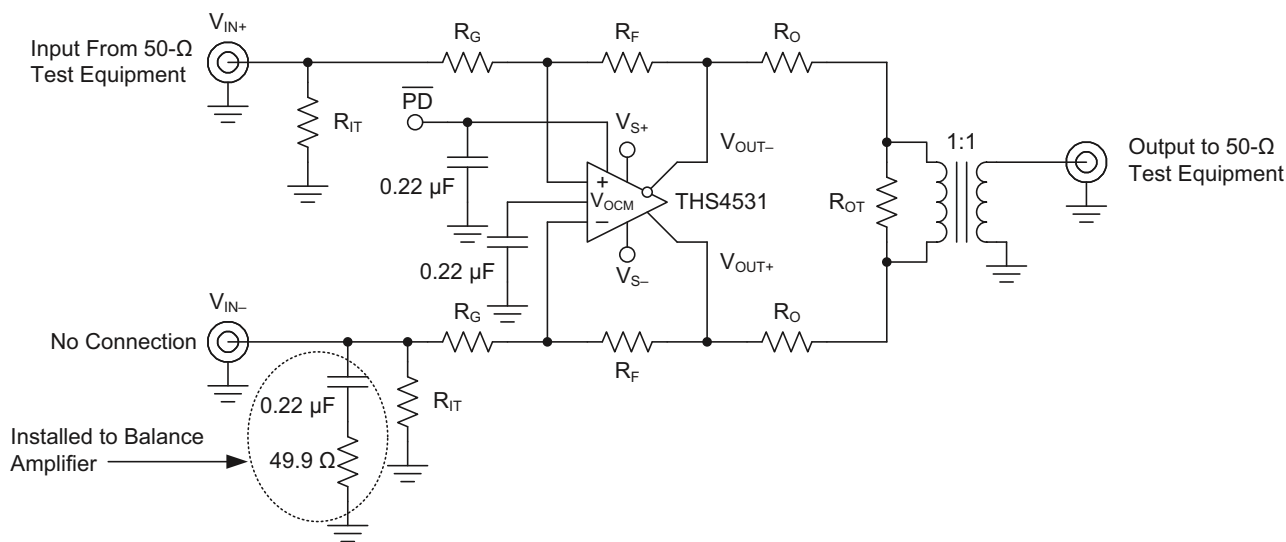 V_IN+
Input From 50-Ω
Test Equipment
R_G
R_F
R_O
R_IT
PD
V_S+
V_OUT–
1:1
Output to 50-Ω
Test Equipment
0.22 µF
+
V_OCM
–
THS4531
R_OT
0.22 µF
V_S–
V_OUT+
V_IN–
No Connection
R_G
R_F
R_O
0.22 µF
R_IT
Installed to Balance
Amplifier
49.9 Ω